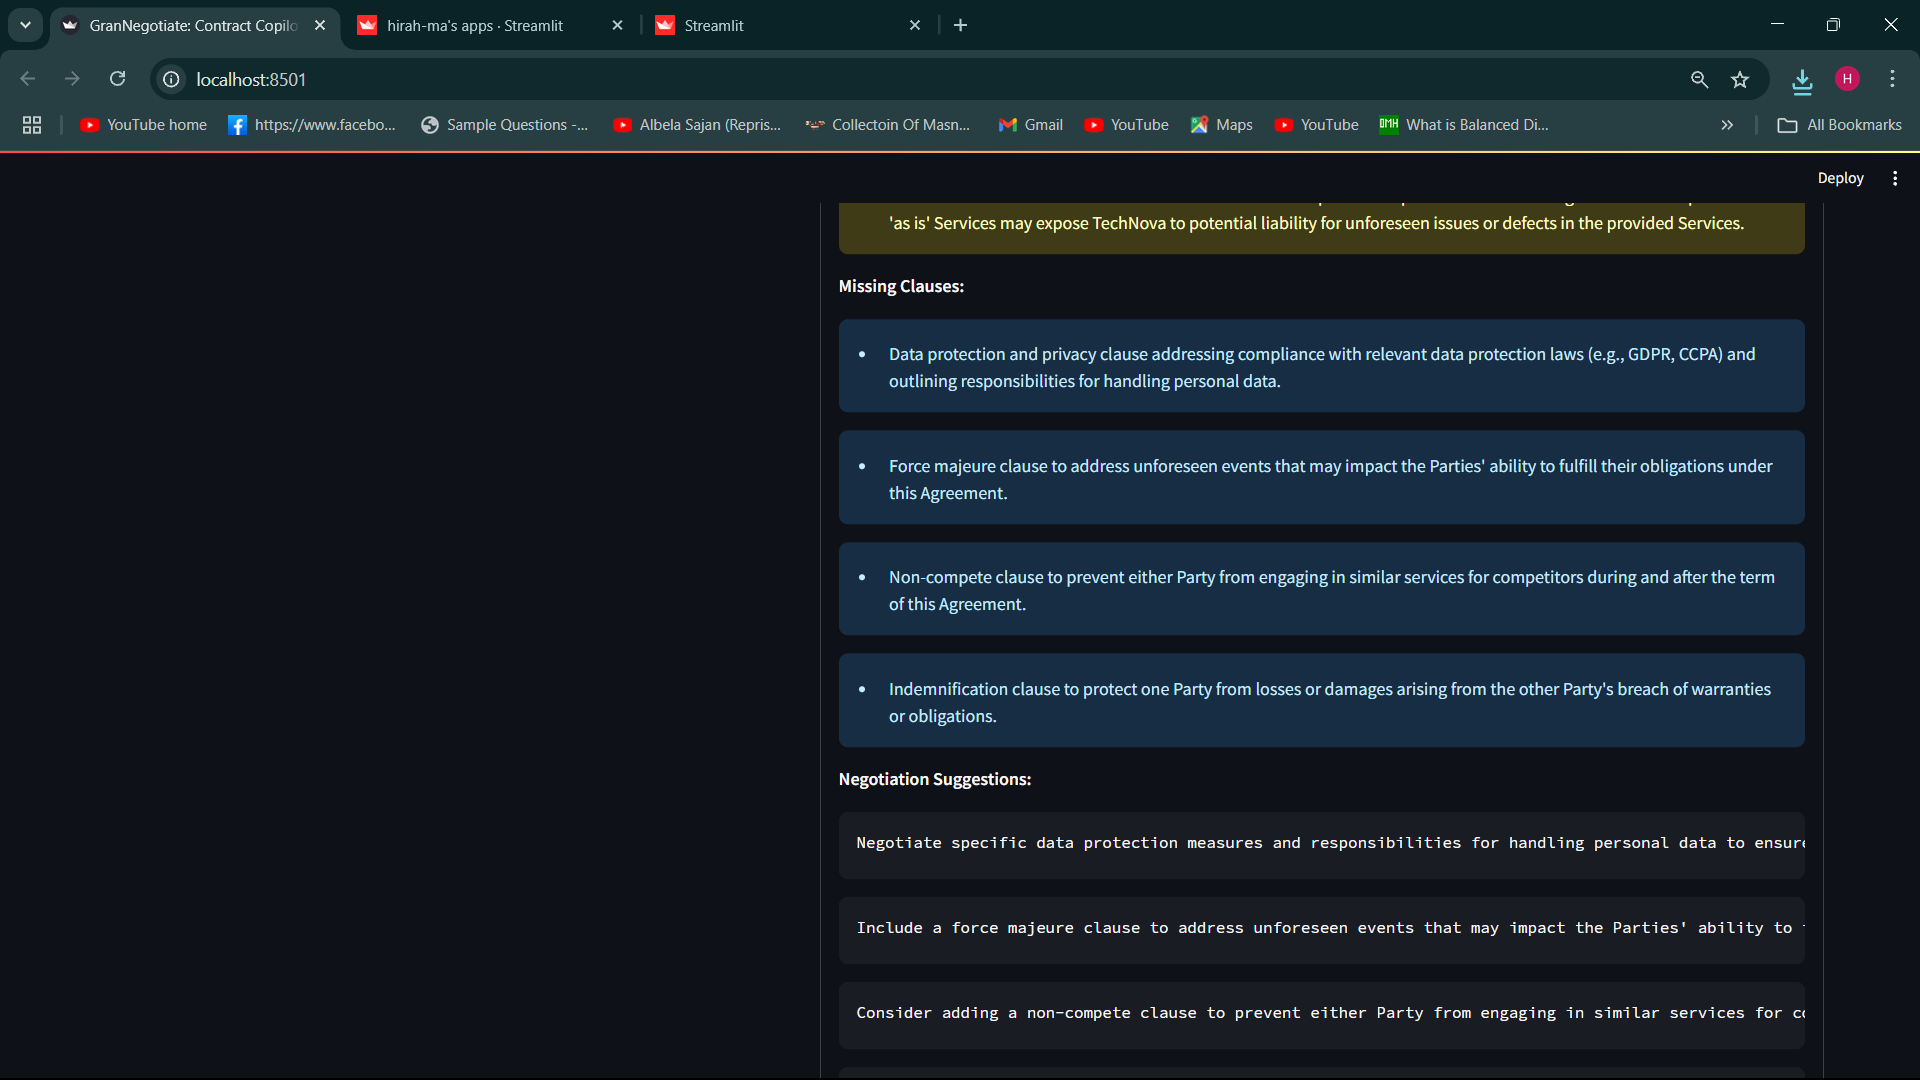 GranNegotiate: Contract Copilo
hirah-ma's apps · Streamlit
Streamlit
localhost:8501
H
YouTube home
https://www.facebo...
Sample Questions -...
Albela Sajan (Repris...
Collectoin Of Masn...
Gmail
YouTube
Maps
YouTube
DMH
What is Balanced Di...
All Bookmarks
Deploy
'as is' Services may expose TechNova to potential liability for unforeseen issues or defects in the provided Services.
Missing Clauses:
• Data protection and privacy clause addressing compliance with relevant data protection laws (e.g., GDPR, CCPA) and
outlining responsibilities for handling personal data.
• Force majeure clause to address unforeseen events that may impact the Parties' ability to fulfill their obligations under
this Agreement.
• Non-compete clause to prevent either Party from engaging in similar services for competitors during and after the term
of this Agreement.
• Indemnification clause to protect one Party from losses or damages arising from the other Party's breach of warranties
or obligations.
Negotiation Suggestions:
Negotiate specific data protection measures and responsibilities for handling personal data to ensure
Include a force majeure clause to address unforeseen events that may impact the Parties' ability to
Consider adding a non-compete clause to prevent either Party from engaging in similar services for